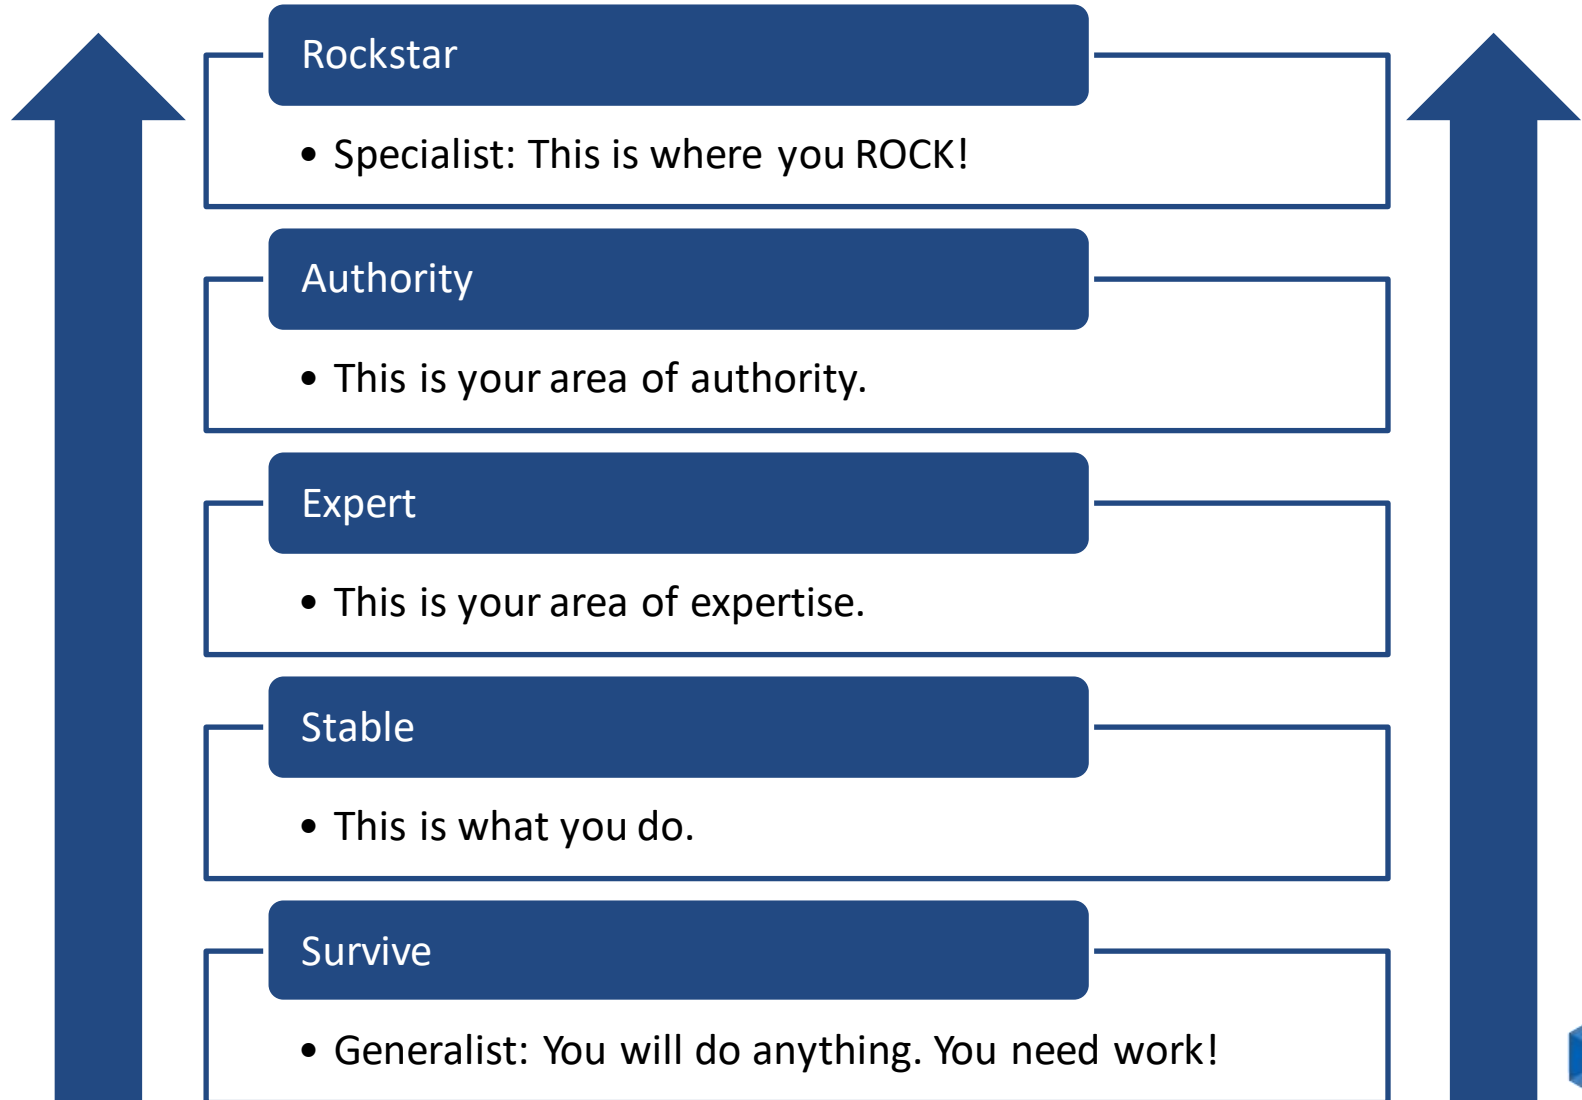 Rockstar
• Specialist: This is where you ROCK!
Authority
• This is your area of authority.
Expert
• This is your area of expertise.
Stable
• This is what you do.
Survive
• Generalist: You will do anything. You need work!